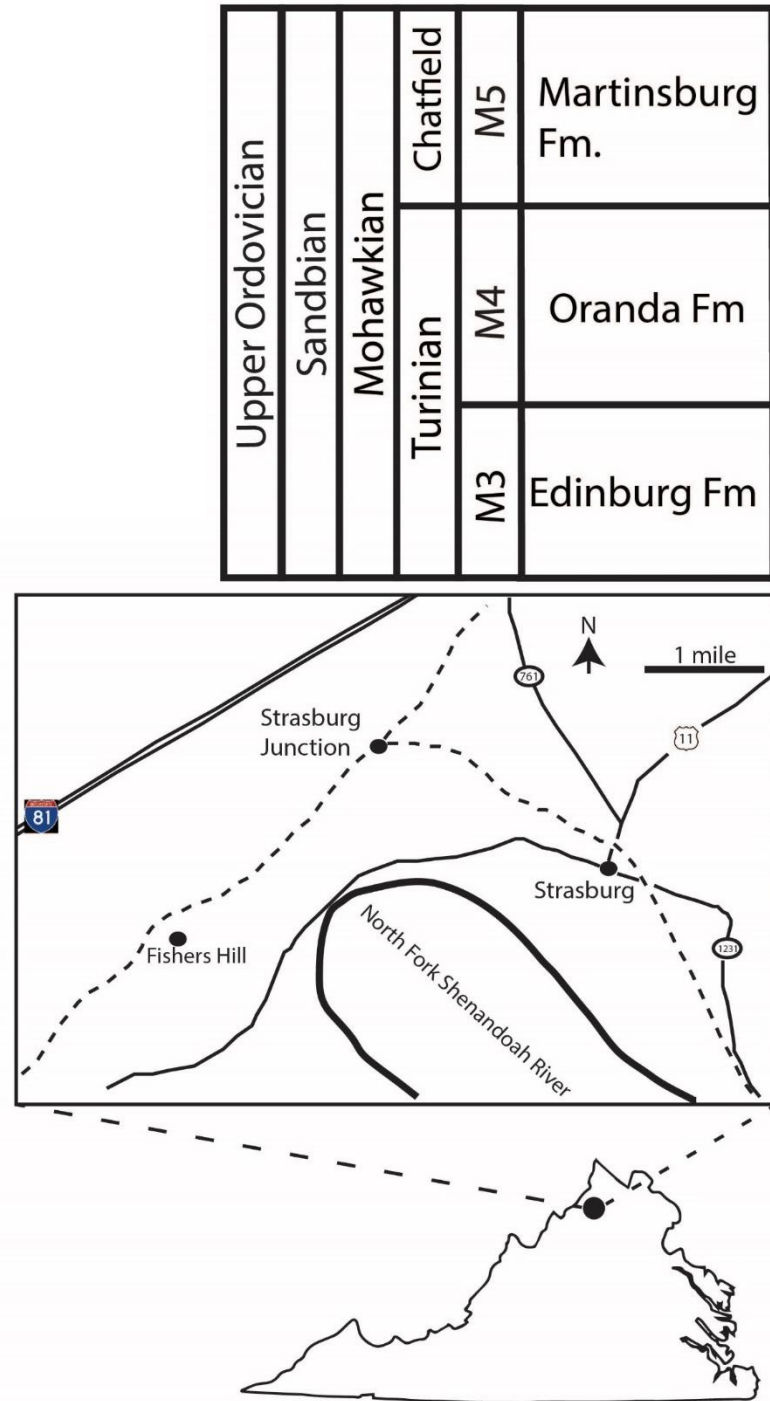 Upper Ordovician
Sandbian
Mohawkian
Chatfield
Turinian
M5
M4
M3
Martinsburg
Fm.
Oranda Fm
Edinburg Fm
N
1 mile
761
11
Strasburg
Junction
81
Strasburg
Fishers Hill
North Fork Shenandoah River
1231